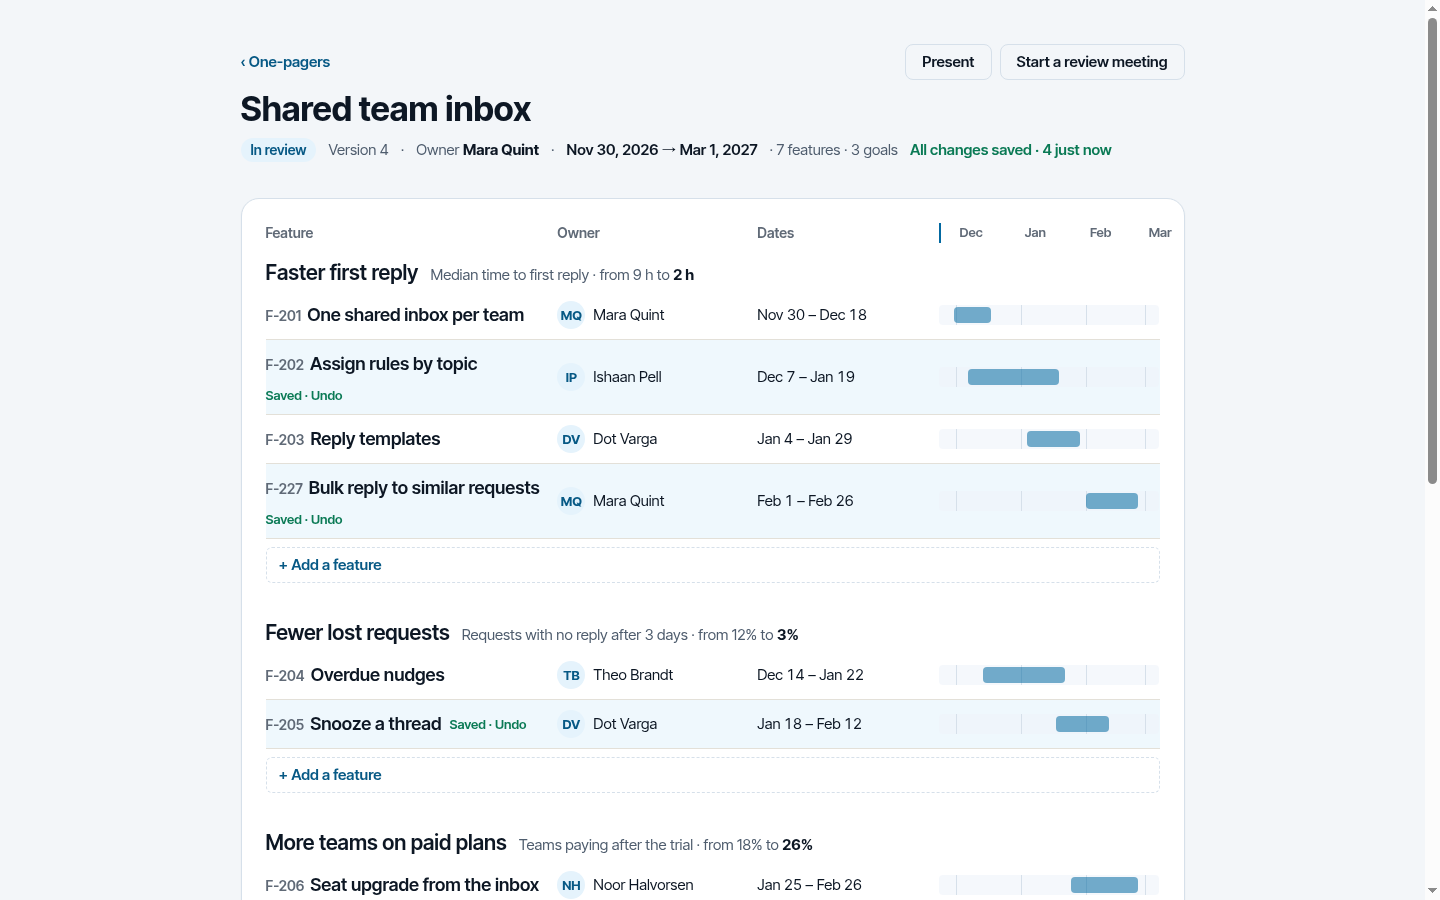 ‹ One-pagers
Present
Start a review meeting
Shared team inbox
In review Version 4 · Owner Mara Quint · Nov 30, 2026 → Mar 1, 2027 · 7 features · 3 goals All changes saved · 4 just now
Feature Owner Dates Dec Jan Feb Mar
Faster first reply Median time to first reply · from 9 h to 2 h
F-201 One shared inbox per team MQ Mara Quint Nov 30 – Dec 18
F-202 Assign rules by topic IP Ishaan Pell Dec 7 – Jan 19
Saved · Undo
F-203 Reply templates DV Dot Varga Jan 4 – Jan 29
F-227 Bulk reply to similar requests MQ Mara Quint Feb 1 – Feb 26
Saved · Undo
+ Add a feature
Fewer lost requests Requests with no reply after 3 days · from 12% to 3%
F-204 Overdue nudges TB Theo Brandt Dec 14 – Jan 22
F-205 Snooze a thread Saved · Undo DV Dot Varga Jan 18 – Feb 12
+ Add a feature
More teams on paid plans Teams paying after the trial · from 18% to 26%
F-206 Seat upgrade from the inbox NH Noor Halvorsen Jan 25 – Feb 26